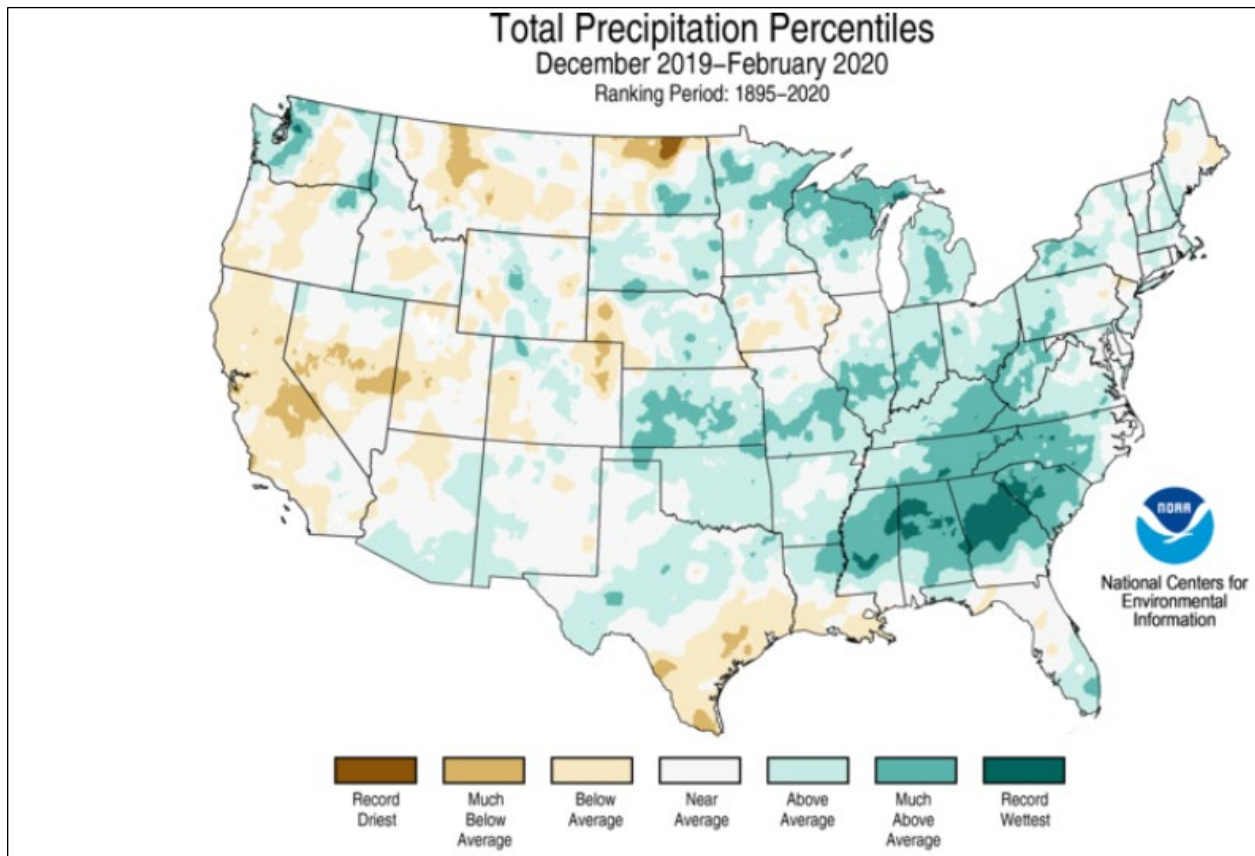 Total Precipitation Percentiles
December 2019–February 2020
Ranking Period: 1895–2020
NOAA
National Centers for
Environmental
Information
Record
Driest
Much
Below
Average
Below
Average
Near
Average
Above
Average
Much
Above
Average
Record
Wettest